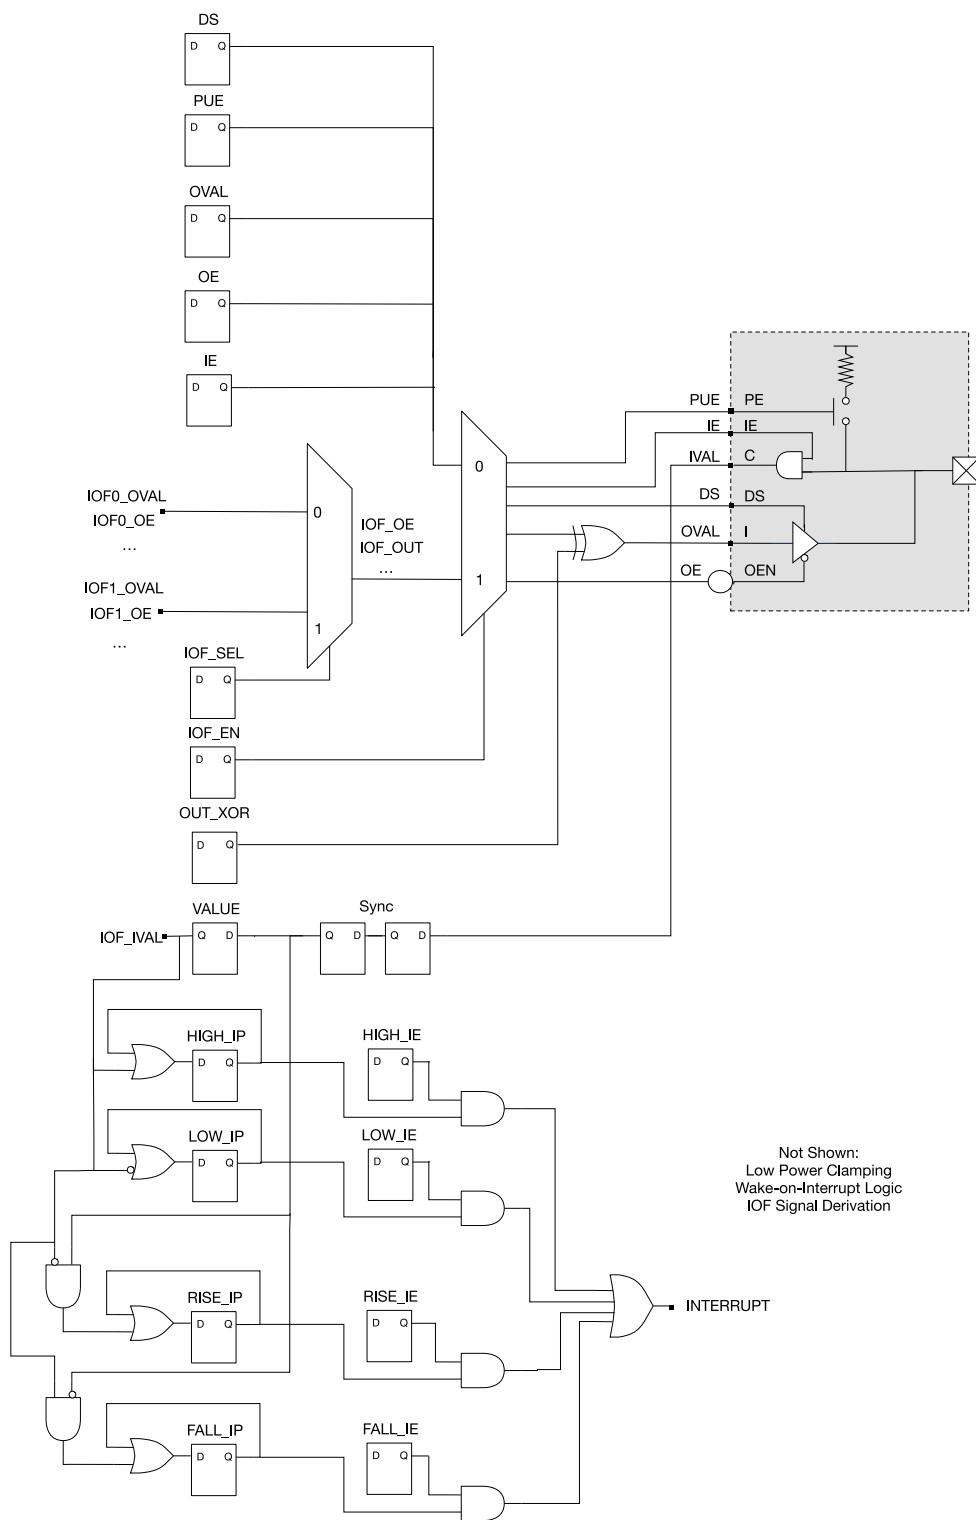 DS
D Q
PUE
D Q
OVAL
D Q
OE
D Q
IE
D Q
PUE PE
IE IE
IVAL C
DS DS
OVAL I
OE OEN
0
1
IOF0_OVAL
IOF0_OE
...
IOF1_OVAL
IOF1_OE
...
0
1
IOF_OE
IOF_OUT
...
IOF_SEL
D Q
IOF_EN
D Q
OUT_XOR
D Q
VALUE
Sync
IOF_IVAL
Q D
Q D
Q D
HIGH_IP
D Q
HIGH_IE
D Q
LOW_IP
D Q
LOW_IE
D Q
Not Shown:
Low Power Clamping
Wake-on-Interrupt Logic
IOF Signal Derivation
RISE_IP
D Q
RISE_IE
D Q
INTERRUPT
FALL_IP
D Q
FALL_IE
D Q